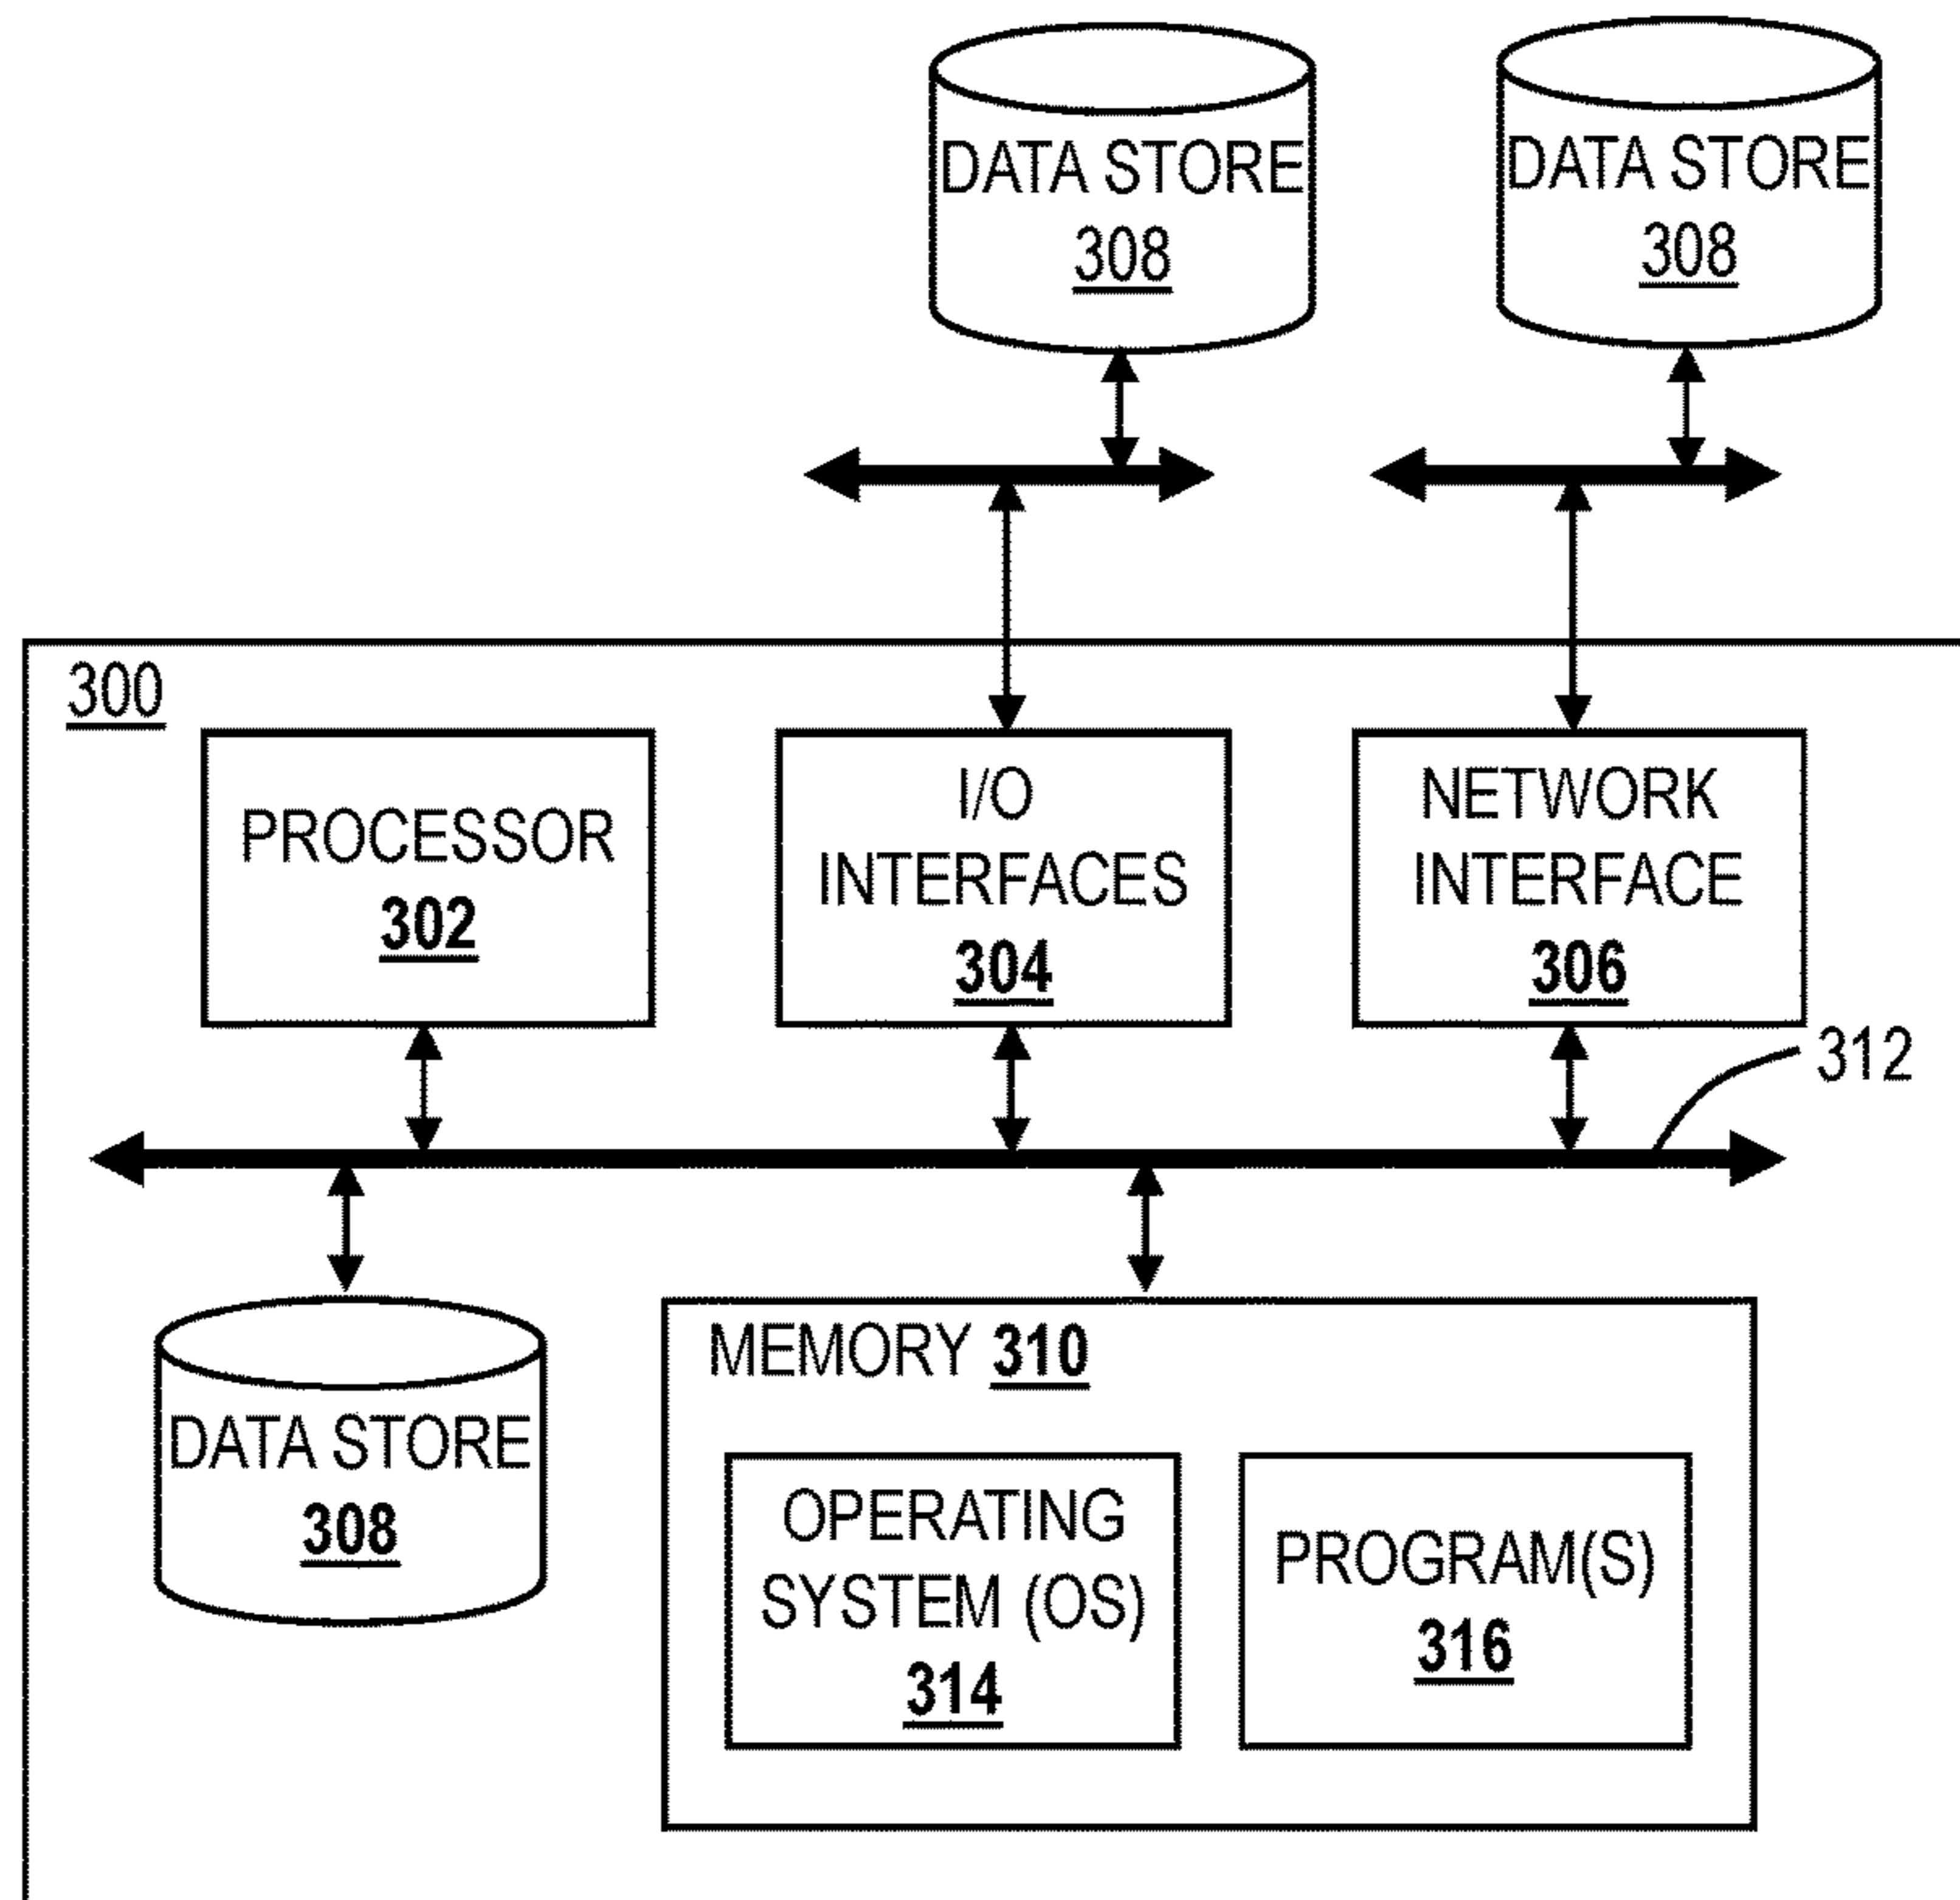 DATA STORE
308
DATA STORE
308
300
PROCESSOR
302
I/O
INTERFACES
304
NETWORK
INTERFACE
306
312
DATA STORE
308
MEMORY 310
OPERATING
SYSTEM (OS)
314
PROGRAM(S)
316